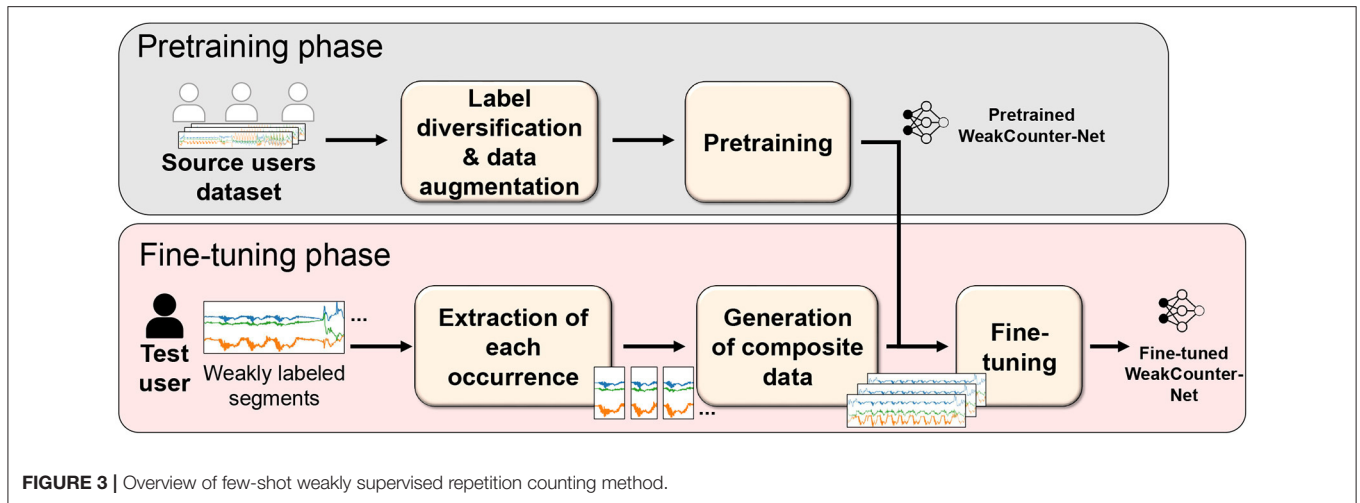 Pretraining phase
Source users
dataset
Label
diversification
& data
augmentation
Pretraining
Pretrained
WeakCounter-Net
Fine-tuning phase
Test
user
...
Weakly labeled
segments
Extraction of
each
occurrence
...
Generation
of composite
data
Fine-
tuning
Fine-tuned
WeakCounter-
Net
FIGURE 3 | Overview of few-shot weakly supervised repetition counting method.